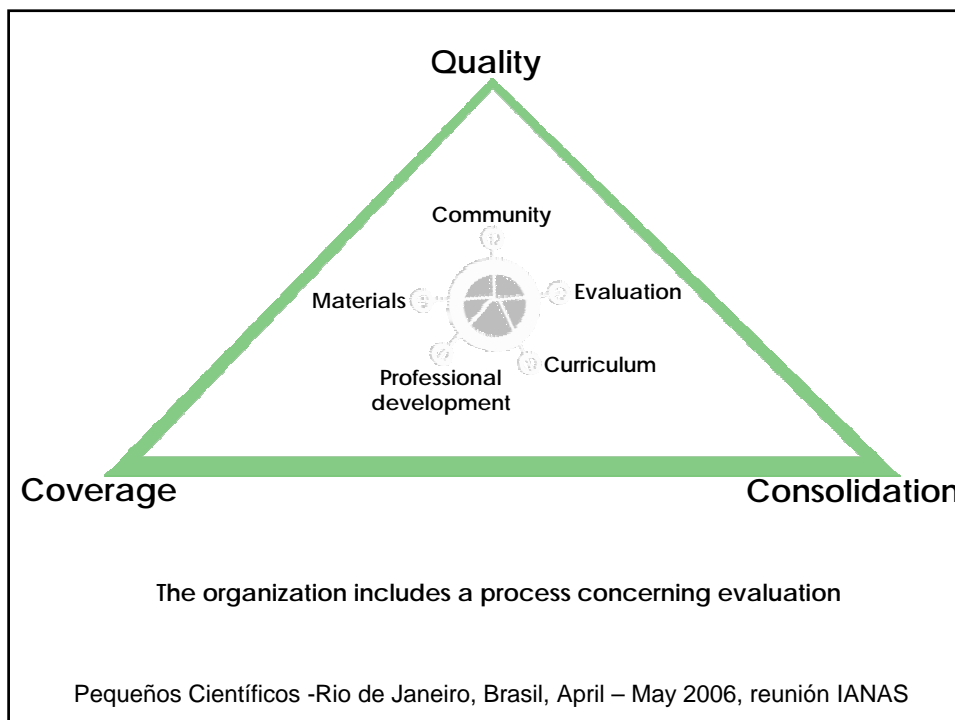 Quality
Community
Materials
Evaluation
Professional
development
Curriculum
Coverage
Consolidation
The organization includes a process concerning evaluation
Pequeños Científicos -Rio de Janeiro, Brasil, April – May 2006, reunión IANAS